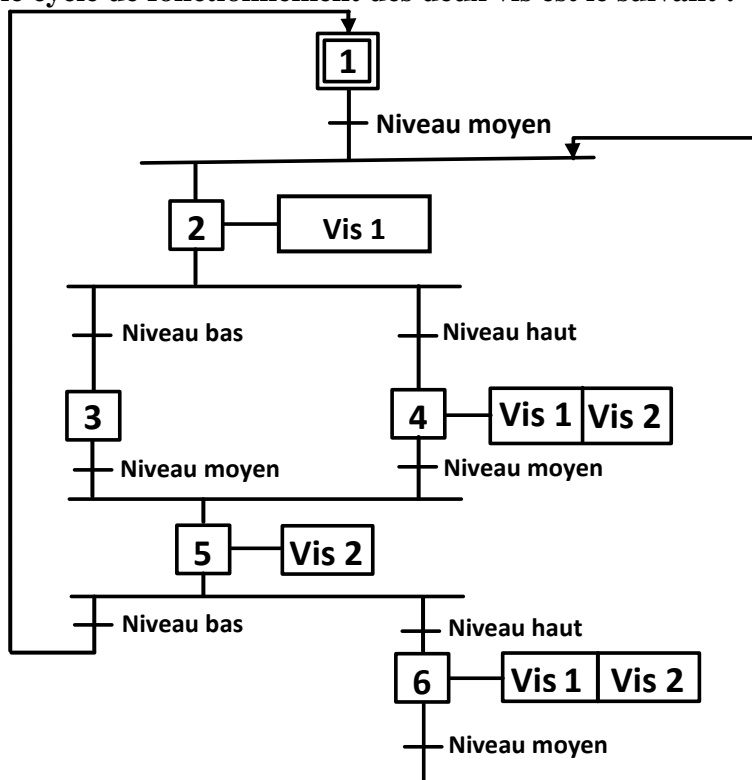 le cycle de fonctionnement des deux vis est le suivant :
1
Niveau moyen
2
Vis 1
Niveau bas
Niveau haut
3
4
Vis 1
Vis 2
Niveau moyen
Niveau moyen
5
Vis 2
Niveau bas
Niveau haut
6
Vis 1
Vis 2
Niveau moyen